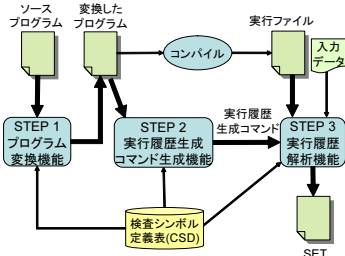 ソース
プログラム
変換した
プログラム
コンパイル
実行ファイル
入力
データ
STEP 1
プログラム
変換機能
STEP 2
実行履歴生成
コマンド生成機能
実行履歴
生成コマンド
STEP 3
実行履歴
解析機能
検査シンボル
定義表(CSD)
SET